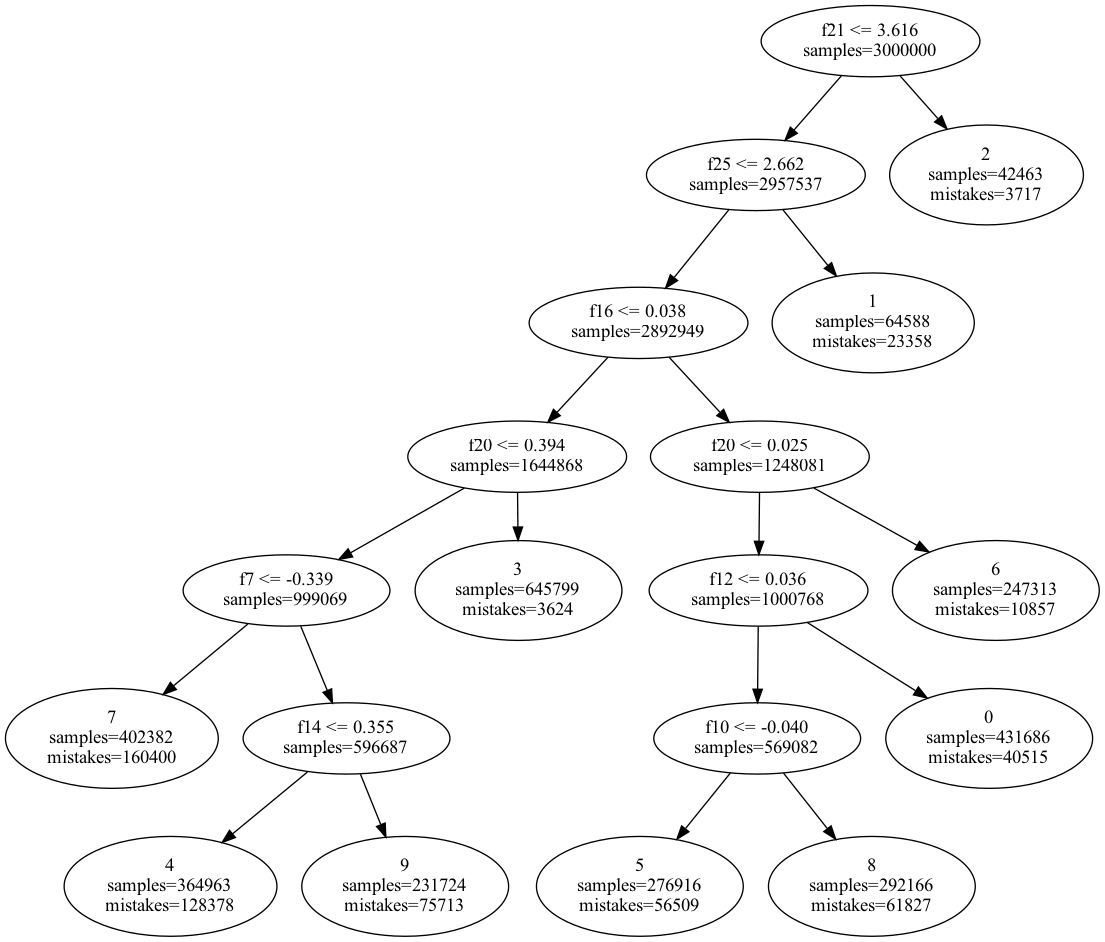 f21 <= 3.616
samples=3000000
f25 <= 2.662
samples=2957537
2
samples=42463
mistakes=3717
f16 <= 0.038
samples=2892949
1
samples=64588
mistakes=23358
f20 <= 0.394
samples=1644868
f20 <= 0.025
samples=1248081
f7 <= -0.339
samples=999069
3
samples=645799
mistakes=3624
f12 <= 0.036
samples=1000768
6
samples=247313
mistakes=10857
7
samples=402382
mistakes=160400
f14 <= 0.355
samples=596687
f10 <= -0.040
samples=569082
0
samples=431686
mistakes=40515
4
samples=364963
mistakes=128378
9
samples=231724
mistakes=75713
5
samples=276916
mistakes=56509
8
samples=292166
mistakes=61827